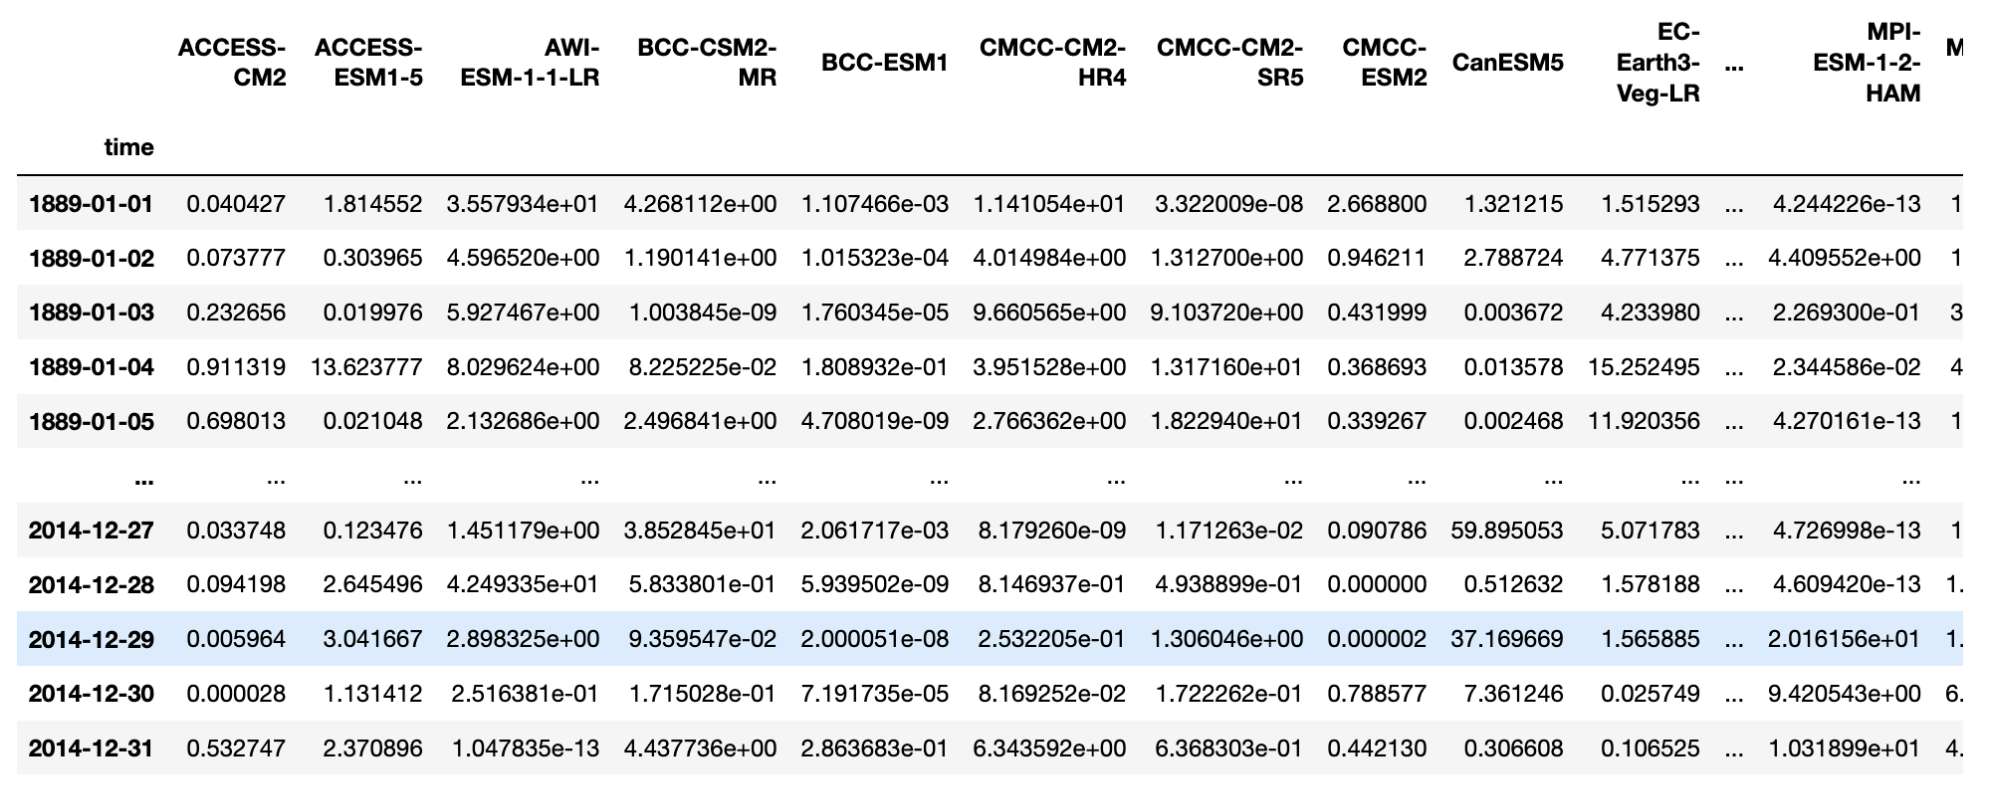 ACCESS-CM2 ACCESS-ESM1-5 AWI-ESM-1-1-LR BCC-CSM2-MR BCC-ESM1 CMCC-CM2-HR4 CMCC-CM2-SR5 CMCC-ESM2 CanESM5 EC-Earth3-Veg-LR ... MPI-ESM-1-2-HAM M
time
1889-01-01 0.040427 1.814552 3.557934e+01 4.268112e+00 1.107466e-03 1.141054e+01 3.322009e-08 2.668800 1.321215 1.515293 ... 4.244226e-13 1
1889-01-02 0.073777 0.303965 4.596520e+00 1.190141e+00 1.015323e-04 4.014984e+00 1.312700e+00 0.946211 2.788724 4.771375 ... 4.409552e+00 1
1889-01-03 0.232656 0.019976 5.927467e+00 1.003845e-09 1.760345e-05 9.660565e+00 9.103720e+00 0.431999 0.003672 4.233980 ... 2.269300e-01 3
1889-01-04 0.911319 13.623777 8.029624e+00 8.225225e-02 1.808932e-01 3.951528e+00 1.317160e+01 0.368693 0.013578 15.252495 ... 2.344586e-02 4
1889-01-05 0.698013 0.021048 2.132686e+00 2.496841e+00 4.708019e-09 2.766362e+00 1.822940e+01 0.339267 0.002468 11.920356 ... 4.270161e-13 1
... ... ... ... ... ... ... ... ... ... ... ... ...
2014-12-27 0.033748 0.123476 1.451179e+00 3.852845e+01 2.061717e-03 8.179260e-09 1.171263e-02 0.090786 59.895053 5.071783 ... 4.726998e-13 1
2014-12-28 0.094198 2.645496 4.249335e+01 5.833801e-01 5.939502e-09 8.146937e-01 4.938899e-01 0.000000 0.512632 1.578188 ... 4.609420e-13 1.
2014-12-29 0.005964 3.041667 2.898325e+00 9.359547e-02 2.000051e-08 2.532205e-01 1.306046e+00 0.000002 37.169669 1.565885 ... 2.016156e+01 1.
2014-12-30 0.000028 1.131412 2.516381e-01 1.715028e-01 7.191735e-05 8.169252e-02 1.722262e-01 0.788577 7.361246 0.025749 ... 9.420543e+00 6.
2014-12-31 0.532747 2.370896 1.047835e-13 4.437736e+00 2.863683e-01 6.343592e+00 6.368303e-01 0.442130 0.306608 0.106525 ... 1.031899e+01 4.